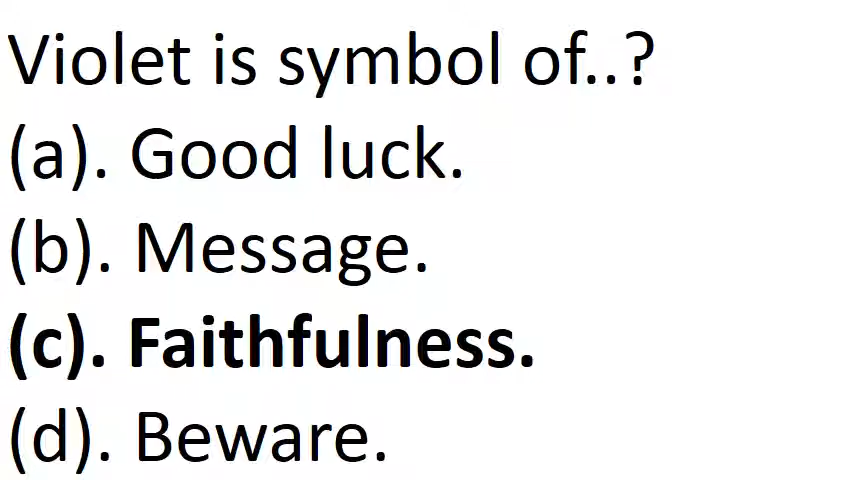 Violet is symbol of..?
(a). Good luck.
(b). Message.
(c). Faithfulness.
(d). Beware.